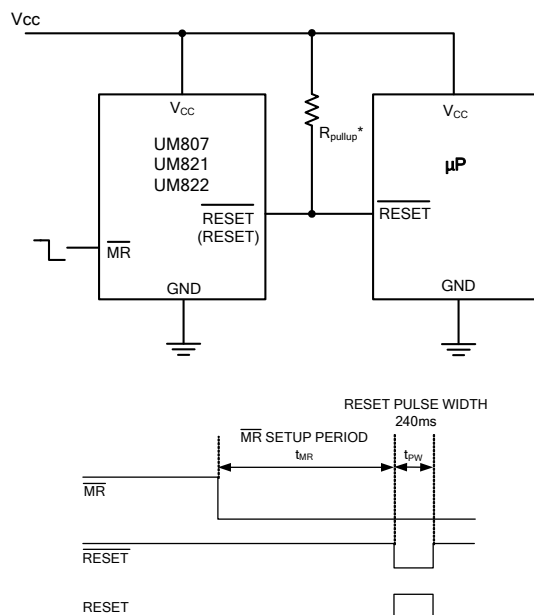 Vcc
VCC
UM807
UM821
UM822
RESET
(RESET)
MR
GND
Rpullup*
VCC
µP
RESET
GND
RESET PULSE WIDTH
240ms
MR SETUP PERIOD
tMR
tPW
MR
RESET
RESET